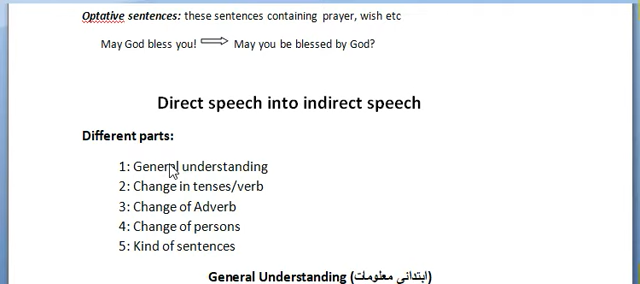 Optative sentences: these sentences containing prayer, wish etc
May God bless you! May you be blessed by God?
Direct speech into indirect speech
Different parts:
1: General understanding
2: Change in tenses/verb
3: Change of Adverb
4: Change of persons
5: Kind of sentences
General Understanding (ابتدائی معلومات)